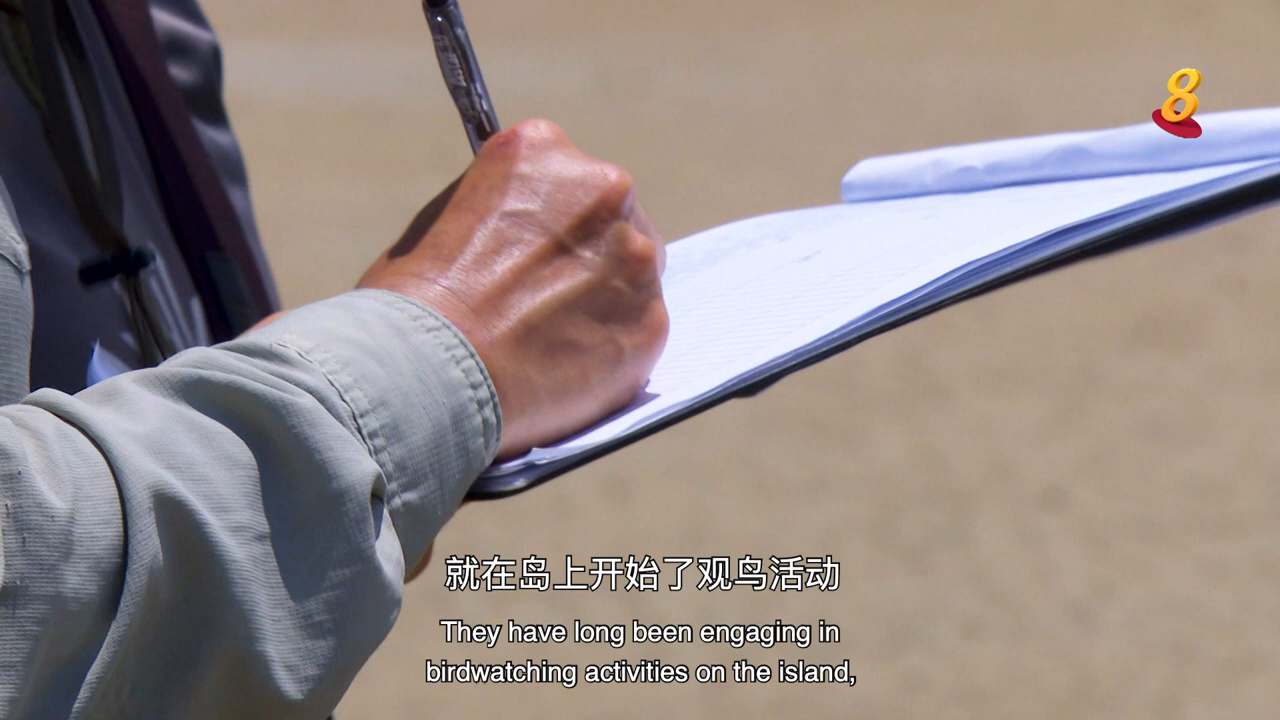 8
就在岛上开始了观鸟活动
They have long been engaging in
birdwatching activities on the island,